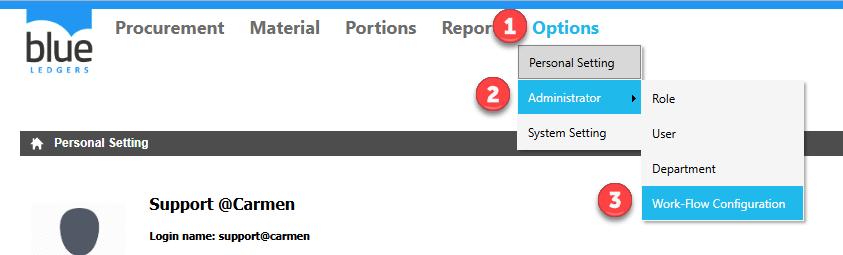 blue
LEDGERS
Procurement Material Portions Repor 1 Options
Personal Setting
2 Administrator
System Setting
Role
User
Department
3 Work-Flow Configuration
Personal Setting
Support @Carmen
Login name: support@carmen